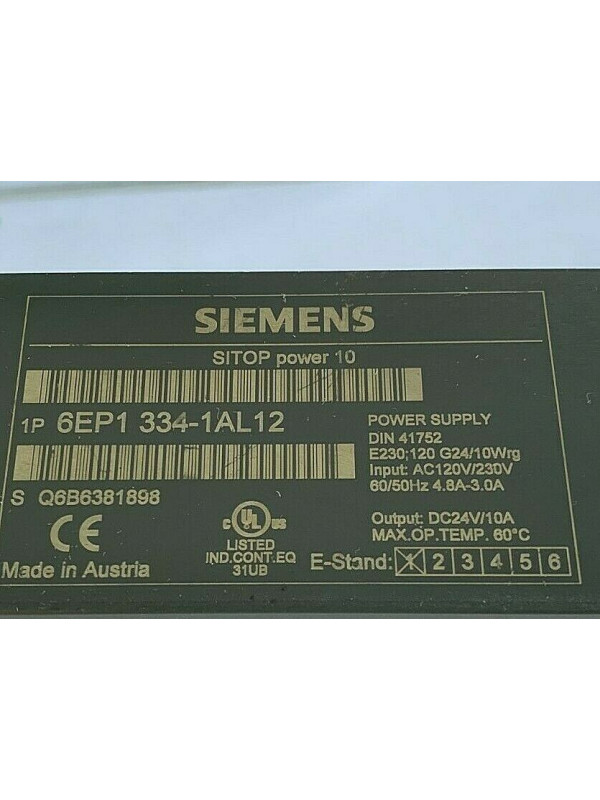 SIEMENS
SITOP power 10
1P 6EP1 334-1AL12
S Q6B6381898
POWER SUPPLY
DIN 41752
E230;120 G24/10Wrg
Input: AC120V/230V
60/50Hz 4.8A-3.0A
Output: DC24V/10A
MAX.OP.TEMP. 60°C
CE
c UL US
LISTED
IND.CONT.EQ
31UB
Made in Austria
E-Stand: 1 2 3 4 5 6